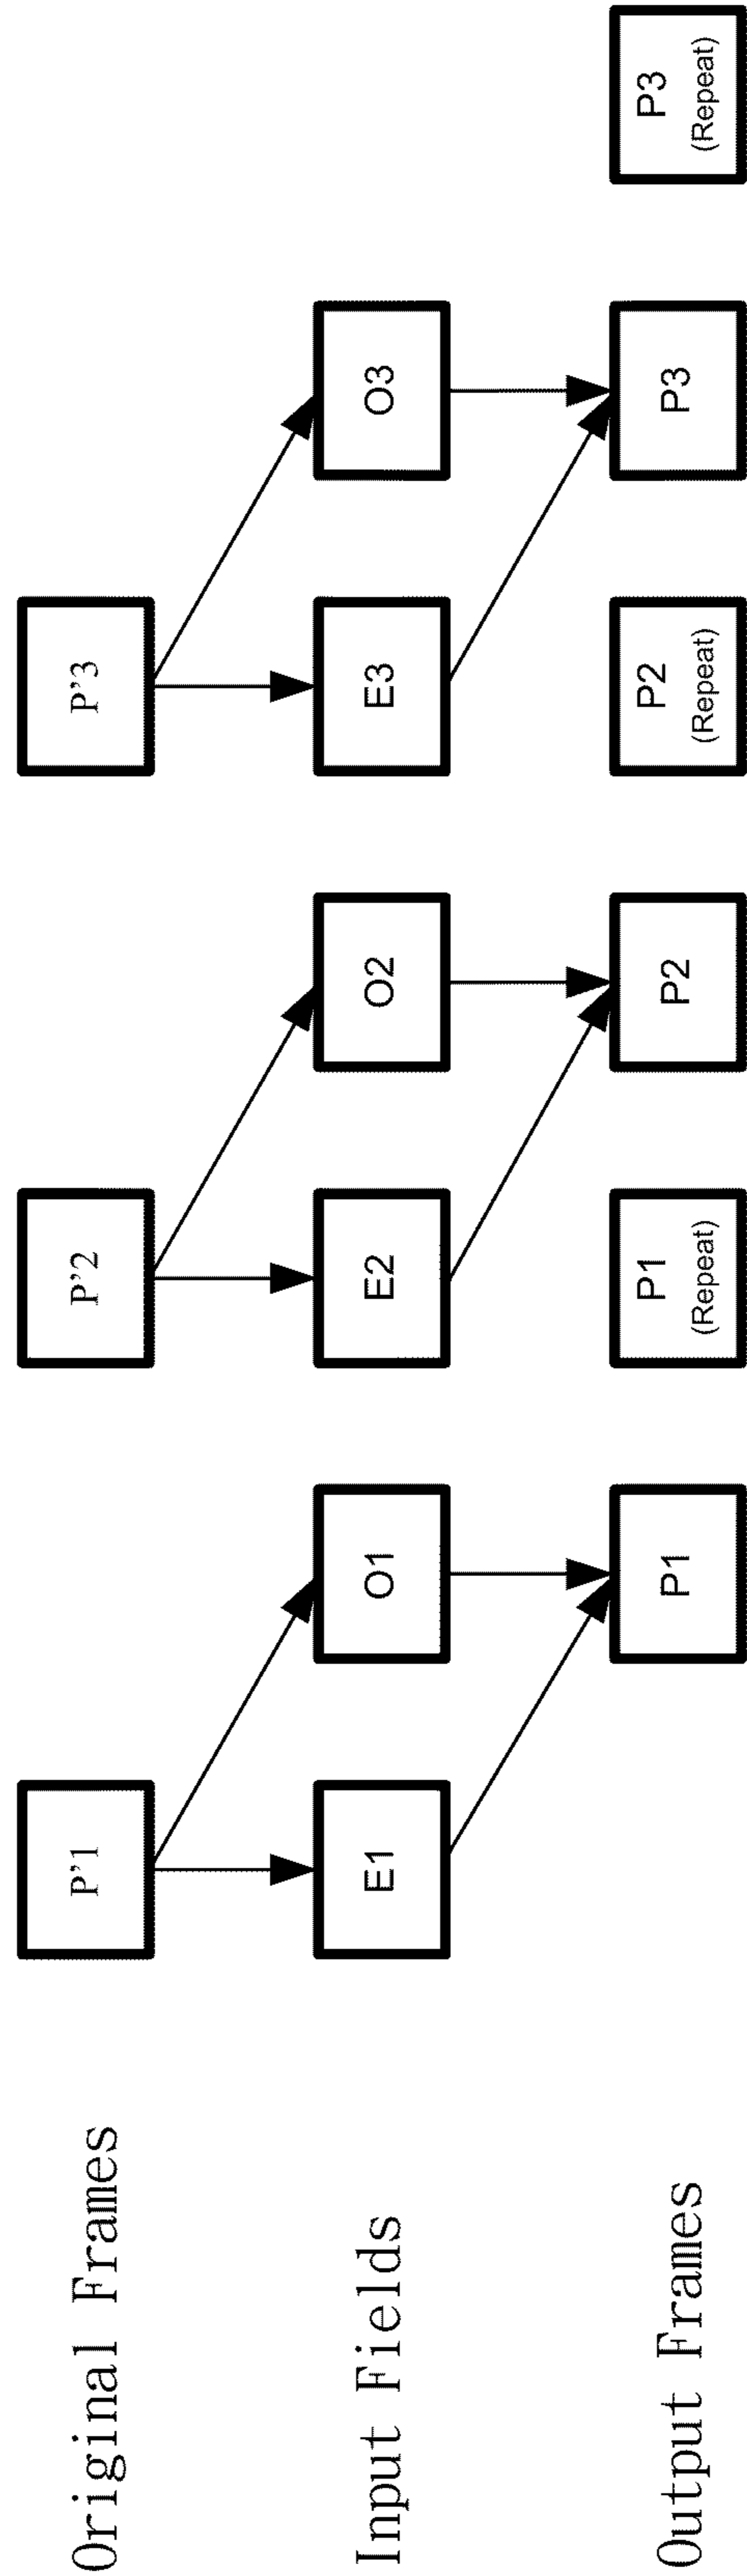 Original Frames
P'1
P'2
P'3
Input Fields
E1
O1
E2
O2
E3
O3
Output Frames
P1
P1
(Repeat)
P2
P2
(Repeat)
P3
P3
(Repeat)